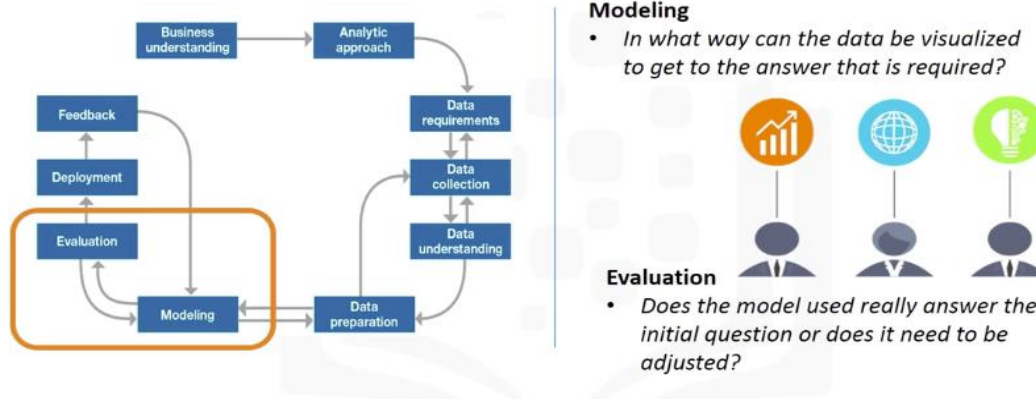 Business
understanding
Analytic
approach
Feedback
Data
requirements
Deployment
Data
collection
Evaluation
Data
understanding
Modeling
Data
preparation
Modeling
• In what way can the data be visualized
to get to the answer that is required?
Evaluation
• Does the model used really answer the
initial question or does it need to be
adjusted?